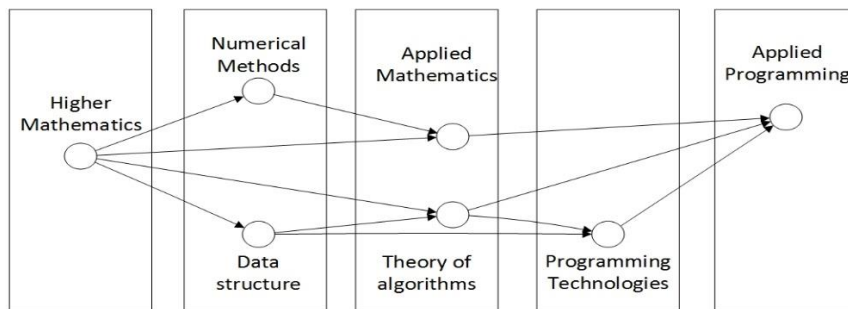 Higher
Mathematics
Numerical
Methods
Data
structure
Applied
Mathematics
Theory of
algorithms
Programming
Technologies
Applied
Programming